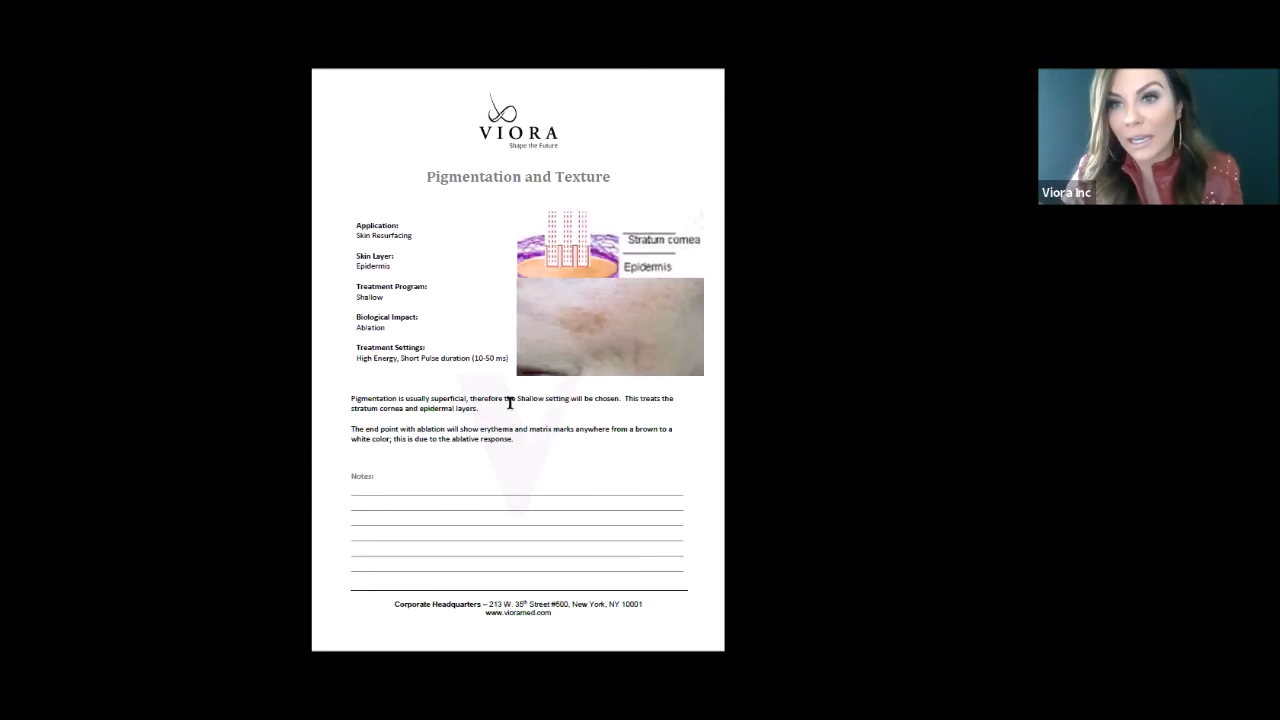 VIORA
Shape the Future
Pigmentation and Texture
Application:
Skin Resurfacing
Skin Layer:
Epidermis
Treatment Program:
Shallow
Biological Impact:
Ablation
Treatment Settings:
High Energy, Short Pulse duration (10-50 ms)
Stratum cornea
Epidermis
Pigmentation is usually superficial, therefore the Shallow setting will be chosen. This treats the
stratum cornea and epidermal layers.
The end point with ablation will show erythema and matrix marks anywhere from a brown to a
white color; this is due to the ablative response.
Notes:
Corporate Headquarters – 213 W. 35th Street #500, New York, NY 10001
www.vioramed.com
Viora Inc